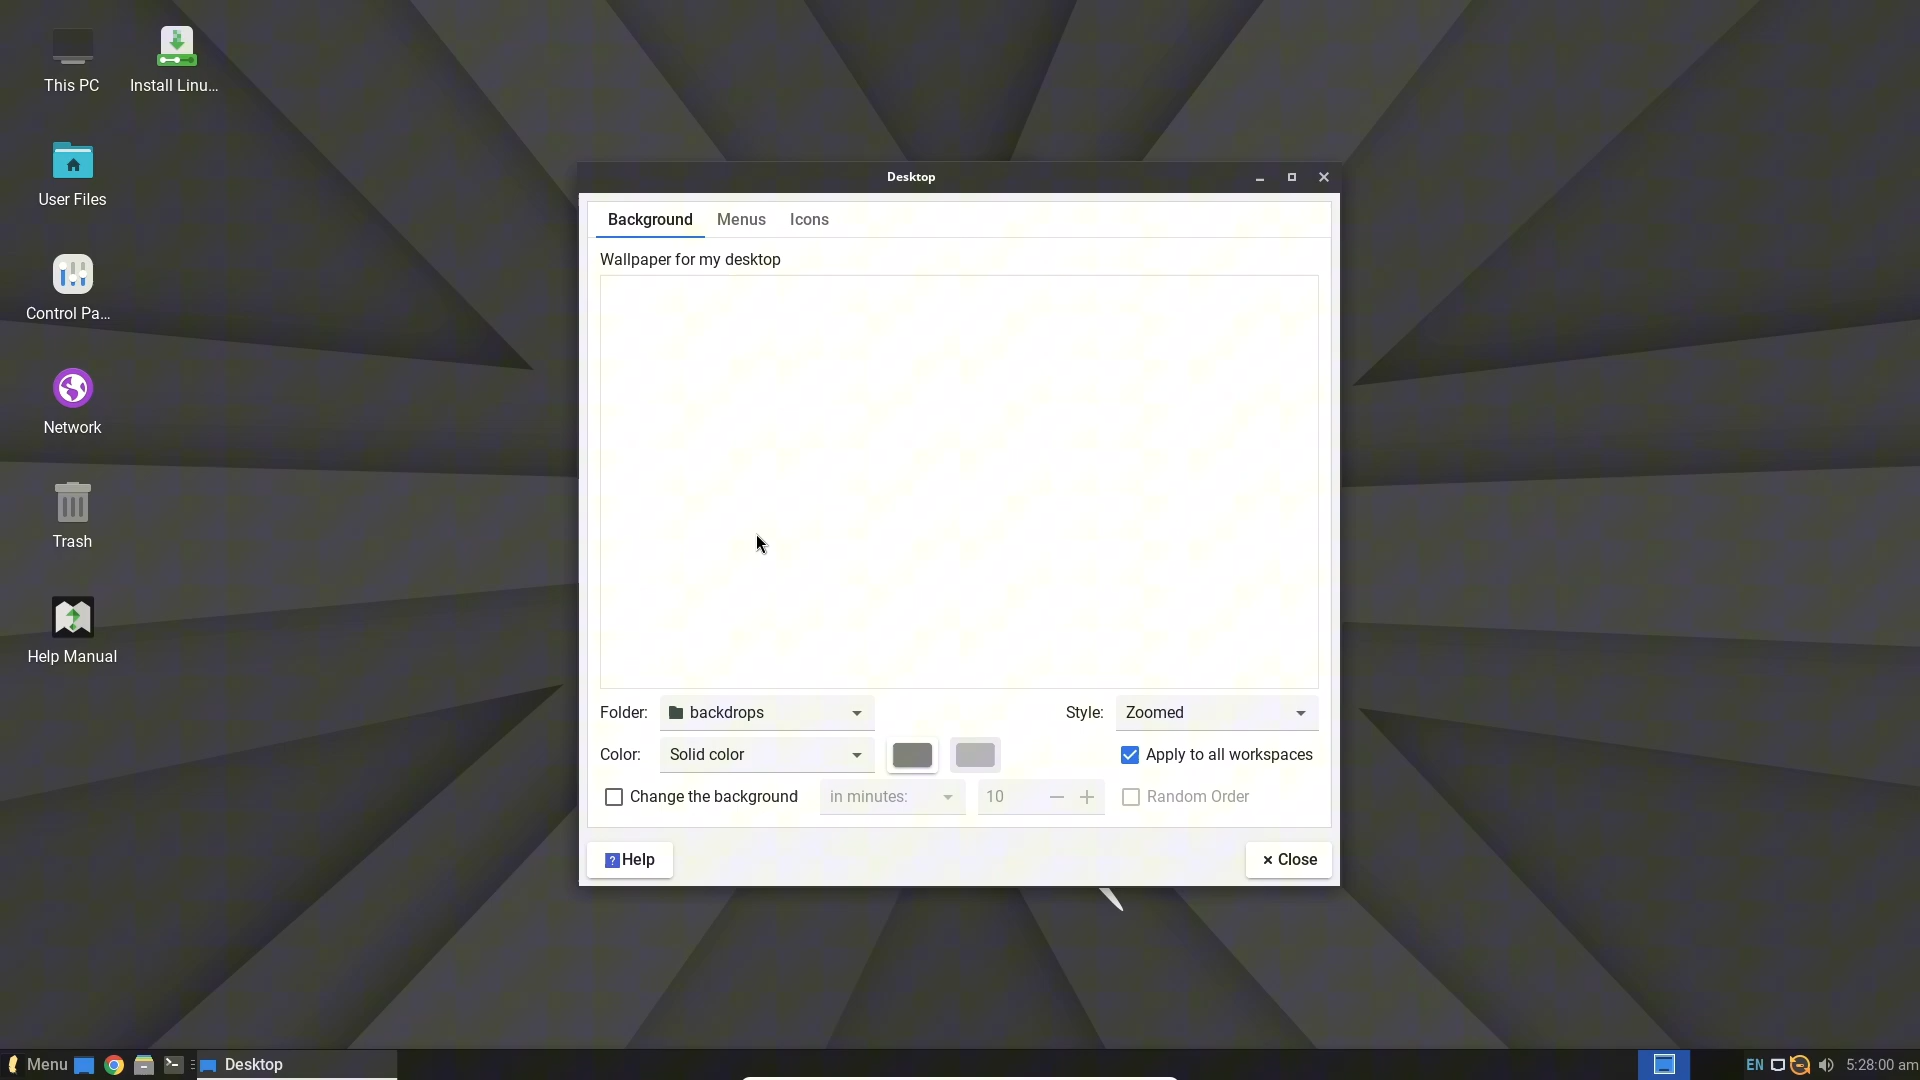 This PC
Install Linu...
User Files
Control Pa...
Network
Trash
Help Manual
Desktop
Background Menus Icons
Wallpaper for my desktop
Folder: backdrops Style: Zoomed
Color: Solid color Apply to all workspaces
Change the background in minutes: 10 Random Order
? Help Close
Menu Desktop EN 5:28:00 am